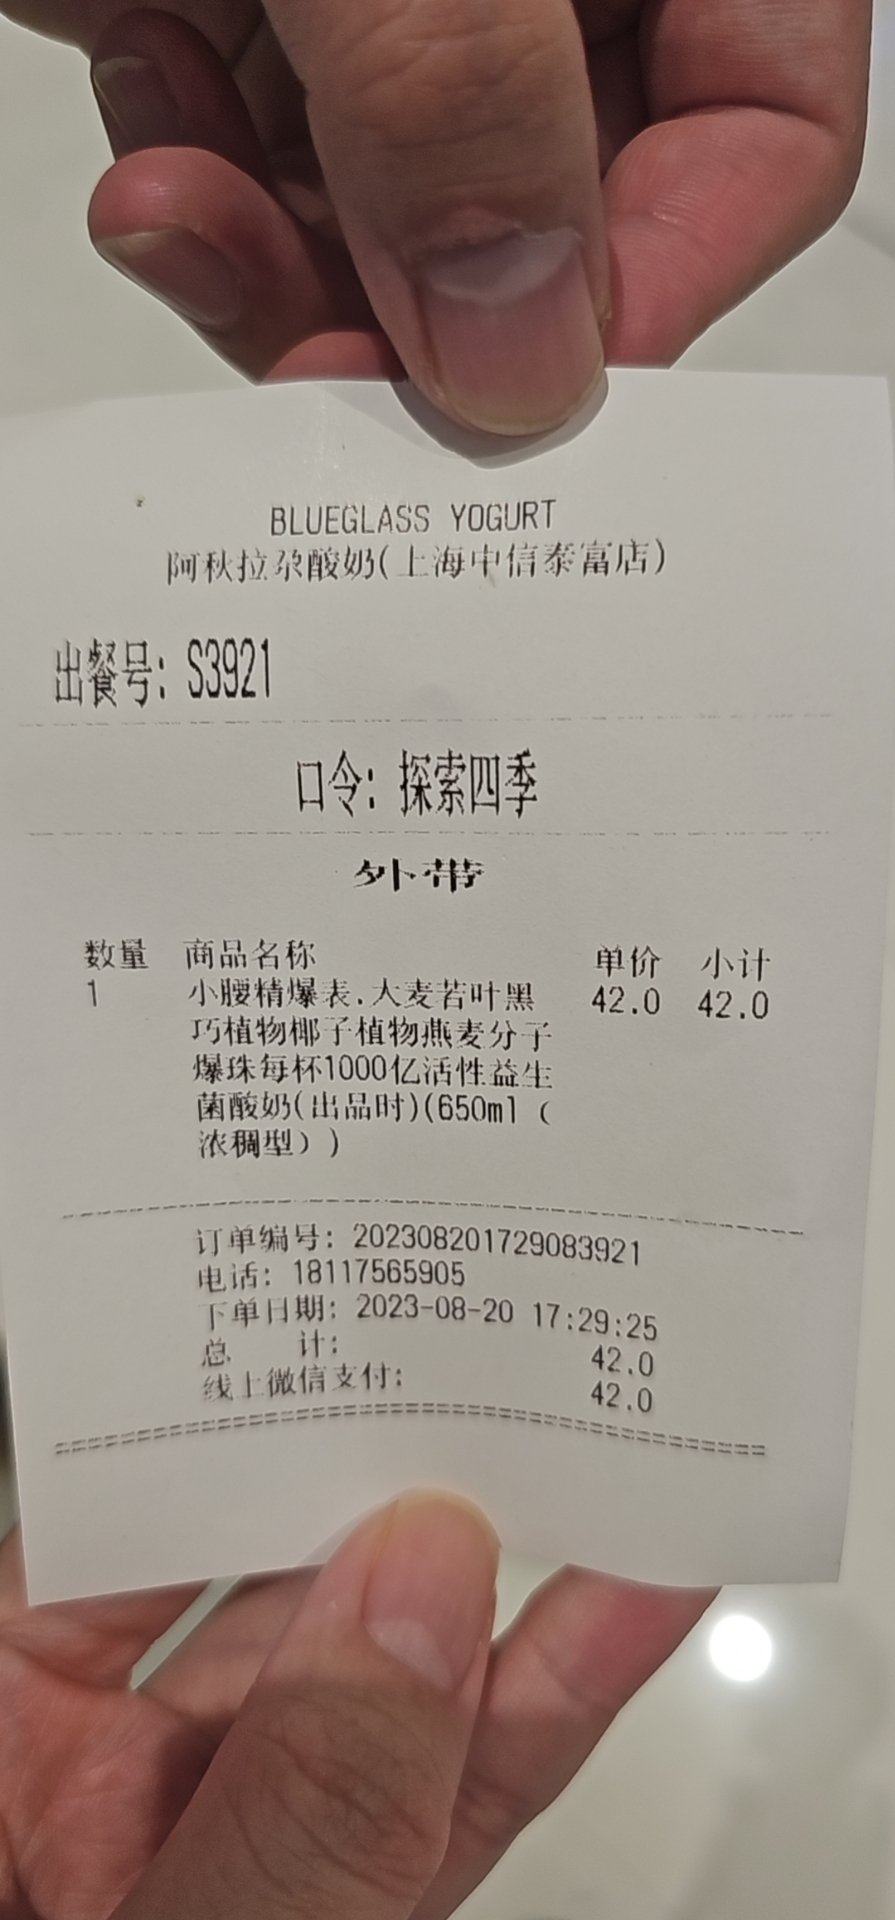 BLUEGLASS YOGURT
阿秋拉尕酸奶(上海中信泰富店)
出餐号: S3921
口令: 探索四季
外带
数量 商品名称 单价 小计
1 小腰精爆表.大麦若叶黑 42.0 42.0
巧植物椰子植物燕麦分子
爆珠每杯1000亿活性益生
菌酸奶(出品时)(650ml (
浓稠型) )
订单编号: 202308201729083921
电话: 18117565905
下单日期: 2023-08-20 17:29:25
总 计: 42.0
线上微信支付: 42.0